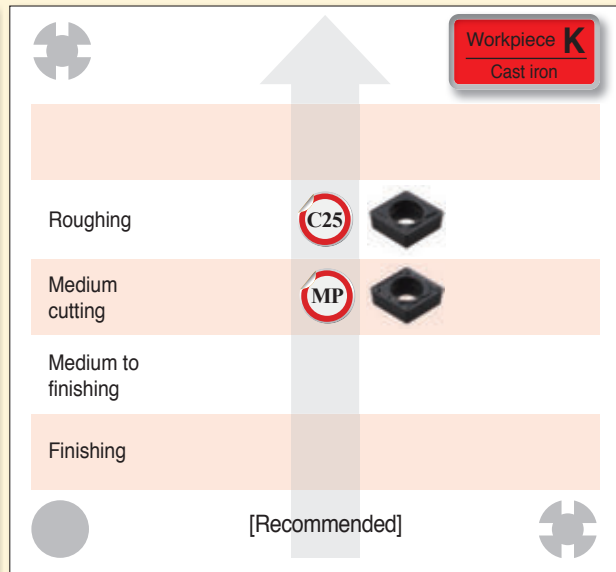 Workpiece K
Cast iron
Roughing
C25
Medium
cutting
MP
Medium to
finishing
Finishing
[Recommended]